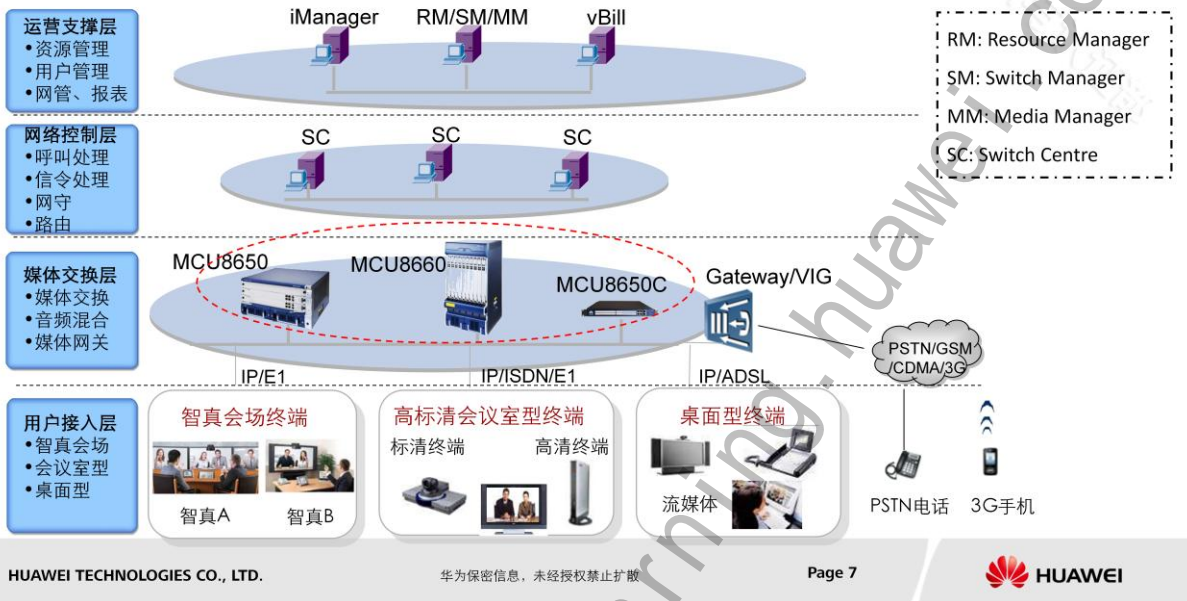 运营支撑层
•资源管理
•用户管理
•网管、报表
iManager
RM/SM/MM
vBill
RM: Resource Manager
SM: Switch Manager
MM: Media Manager
SC: Switch Centre
网络控制层
•呼叫处理
•信令处理
•网守
•路由
SC
SC
SC
媒体交换层
•媒体交换
•音频混合
•媒体网关
MCU8650
MCU8660
MCU8650C
Gateway/VIG
PSTN/GSM
/CDMA/3G
IP/E1
IP/ISDN/E1
IP/ADSL
用户接入层
•智真会场
•会议室型
•桌面型
智真会场终端
智真A
智真B
高标清会议室型终端
标清终端
高清终端
桌面型终端
流媒体
PSTN电话
3G手机
HUAWEI TECHNOLOGIES CO., LTD.
华为保密信息，未经授权禁止扩散
Page 7
HUAWEI